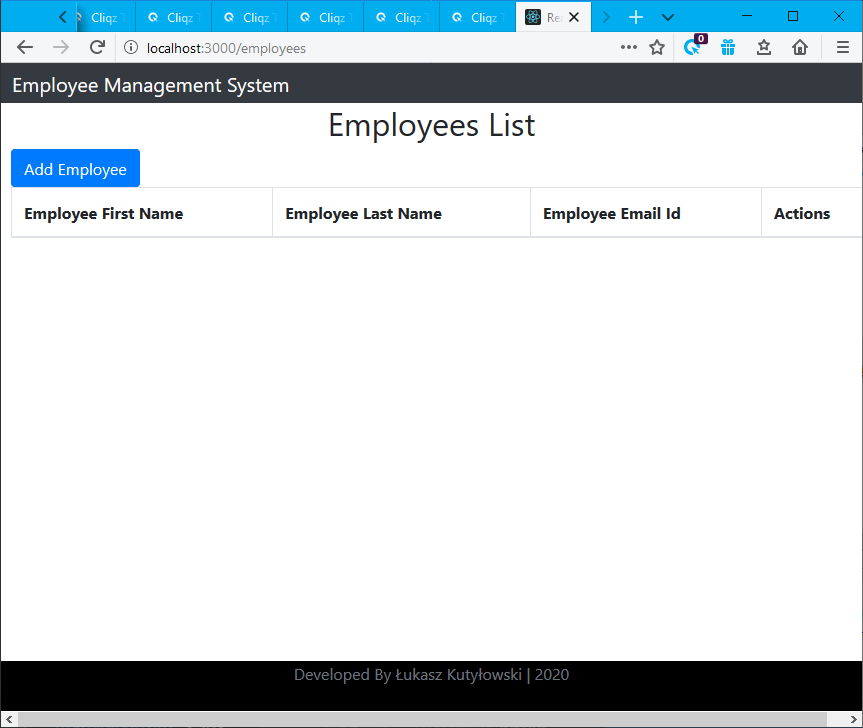 Cliqz Cliqz Cliqz Cliqz Cliqz Cliqz
localhost:3000/employees
0
Employee Management System
Employees List
Add Employee
Employee First Name Employee Last Name Employee Email Id Actions
Developed By Łukasz Kutyłowski | 2020